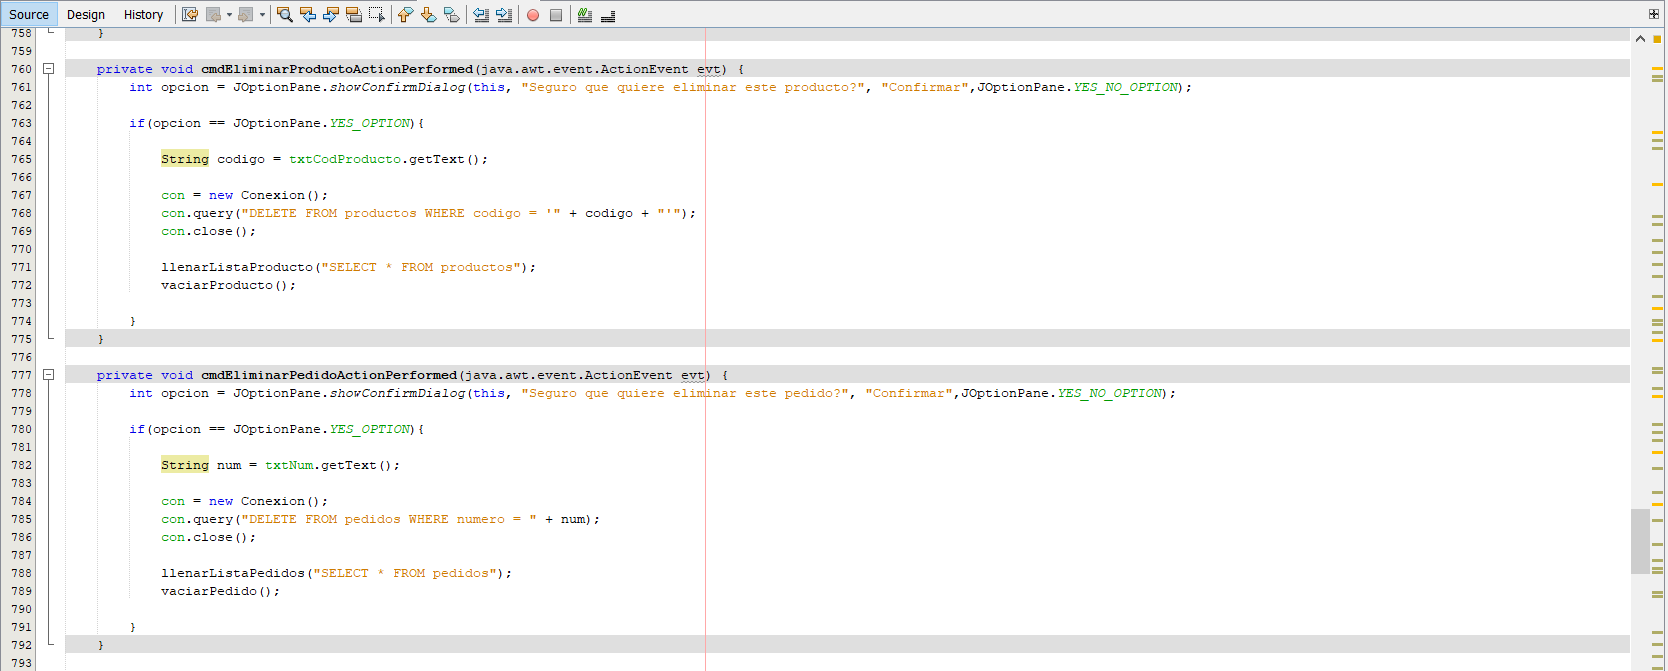 Source Design History
758 }
759
760 private void cmdEliminarProductoActionPerformed(java.awt.event.ActionEvent evt) {
761 int opcion = JOptionPane.showConfirmDialog(this, "Seguro que quiere eliminar este producto?", "Confirmar",JOptionPane.YES_NO_OPTION);
762
763 if(opcion == JOptionPane.YES_OPTION){
764
765 String codigo = txtCodProducto.getText();
766
767 con = new Conexion();
768 con.query("DELETE FROM productos WHERE codigo = '" + codigo + "'");
769 con.close();
770
771 llenarListaProducto("SELECT * FROM productos");
772 vaciarProducto();
773
774 }
775 }
776
777 private void cmdEliminarPedidoActionPerformed(java.awt.event.ActionEvent evt) {
778 int opcion = JOptionPane.showConfirmDialog(this, "Seguro que quiere eliminar este pedido?", "Confirmar",JOptionPane.YES_NO_OPTION);
779
780 if(opcion == JOptionPane.YES_OPTION){
781
782 String num = txtNum.getText();
783
784 con = new Conexion();
785 con.query("DELETE FROM pedidos WHERE numero = " + num);
786 con.close();
787
788 llenarListaPedidos("SELECT * FROM pedidos");
789 vaciarPedido();
790
791 }
792 }
793